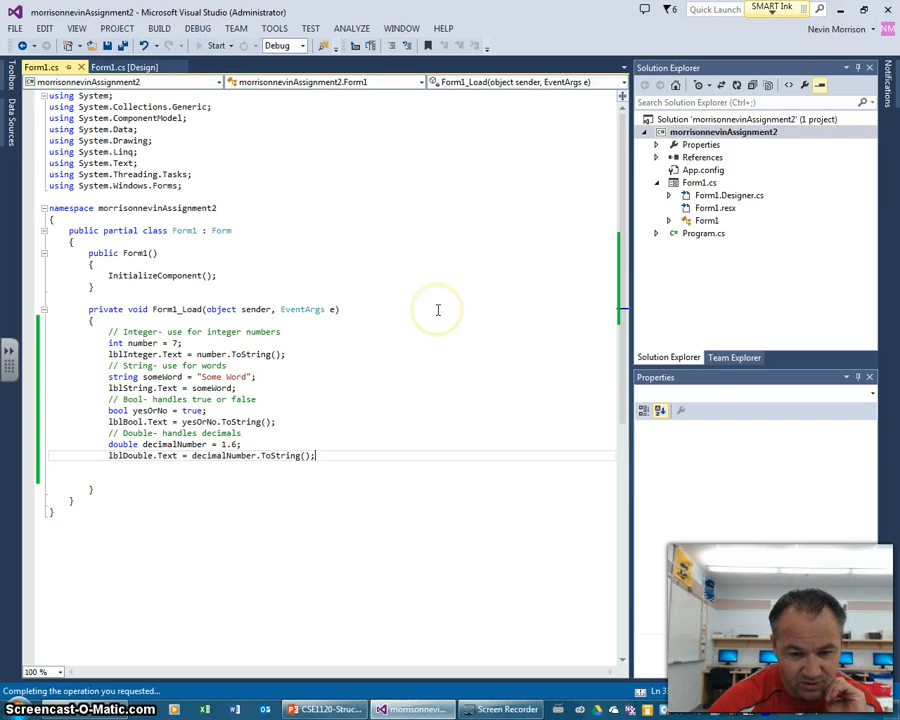 morrisonnevinAssignment2 - Microsoft Visual Studio (Administrator)
6
Quick Launch
SMART Ink
FILE EDIT VIEW PROJECT BUILD DEBUG TEAM TOOLS TEST ANALYZE WINDOW HELP
Nevin Morrison NM
Start Debug
Form1.cs Form1.cs [Design]
morrisonnevinAssignment2 morrisonnevinAssignment2.Form1 Form1_Load(object sender, EventArgs e)
Toolbox
Data Sources
using System;
using System.Collections.Generic;
using System.ComponentModel;
using System.Data;
using System.Drawing;
using System.Linq;
using System.Text;
using System.Threading.Tasks;
using System.Windows.Forms;
namespace morrisonnevinAssignment2
{
public partial class Form1 : Form
{
public Form1()
{
InitializeComponent();
}
private void Form1_Load(object sender, EventArgs e)
{
// Integer- use for integer numbers
int number = 7;
lblInteger.Text = number.ToString();
// String- use for words
string someWord = "Some Word";
lblString.Text = someWord;
// Bool- handles true or false
bool yesOrNo = true;
lblBool.Text = yesOrNo.ToString();
// Double- handles decimals
double decimalNumber = 1.6;
lblDouble.Text = decimalNumber.ToString();
}
}
}
100 %
Solution Explorer
Search Solution Explorer (Ctrl+;)
Solution 'morrisonnevinAssignment2' (1 project)
morrisonnevinAssignment2
Properties
References
App.config
Form1.cs
Form1.Designer.cs
Form1.resx
Form1
Program.cs
Solution Explorer Team Explorer
Properties
Notifications
Completing the operation you requested...
Screencast-O-Matic.com
CSE1120-Struc...
morrisonnevi...
Screen Recorder